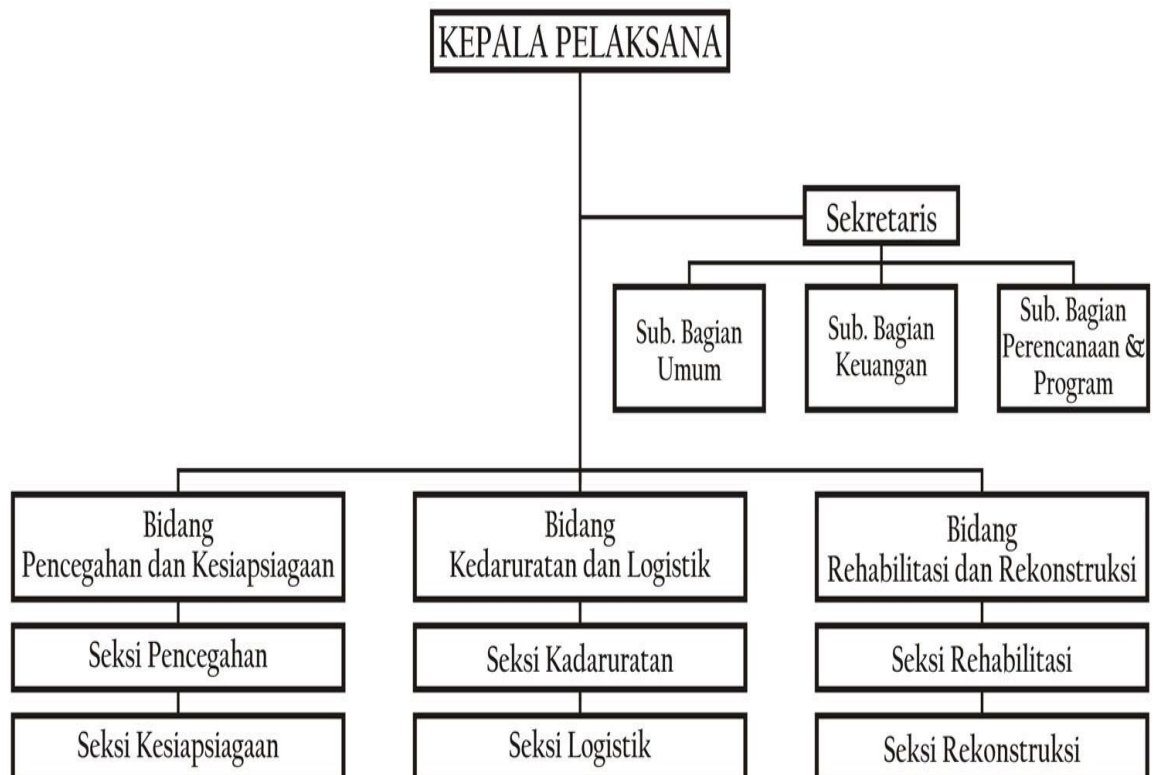 KEPALA PELAKSANA
Sekretaris
Sub. Bagian
Umum
Sub. Bagian
Keuangan
Sub. Bagian
Perencanaan &
Program
Bidang
Pencegahan dan Kesiapsiagaan
Seksi Pencegahan
Seksi Kesiapsiagaan
Bidang
Kedaruratan dan Logistik
Seksi Kadaruratan
Seksi Logistik
Bidang
Rehabilitasi dan Rekonstruksi
Seksi Rehabilitasi
Seksi Rekonstruksi